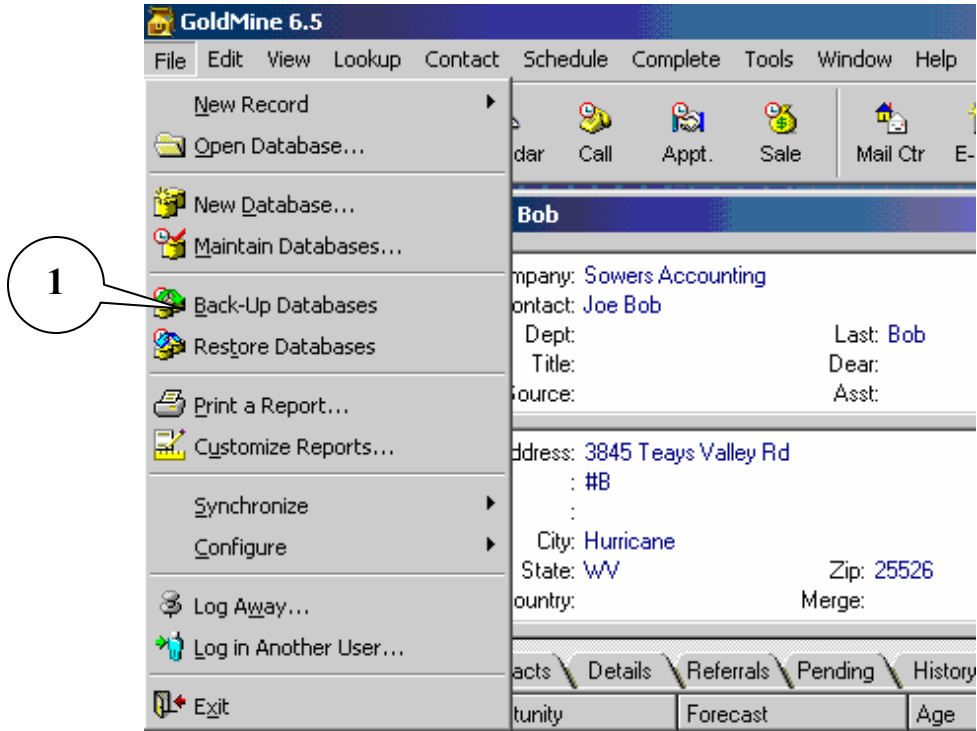 GoldMine 6.5
File Edit View Lookup Contact Schedule Complete Tools Window Help
New Record
Open Database...
New Database...
Maintain Databases...
1
Back-Up Databases
Restore Databases
Print a Report...
Customize Reports...
Synchronize
Configure
Log Away...
Log in Another User...
Exit
dar Call Appt. Sale Mail Ctr E-
Bob
mpany: Sowers Accounting
ontact: Joe Bob
Dept: Last: Bob
Title: Dear:
ource: Asst:
ddress: 3845 Teays Valley Rd
: #B
:
City: Hurricane
State: WV Zip: 25526
ountry: Merge:
acts Details Referrals Pending History
tunity Forecast Age